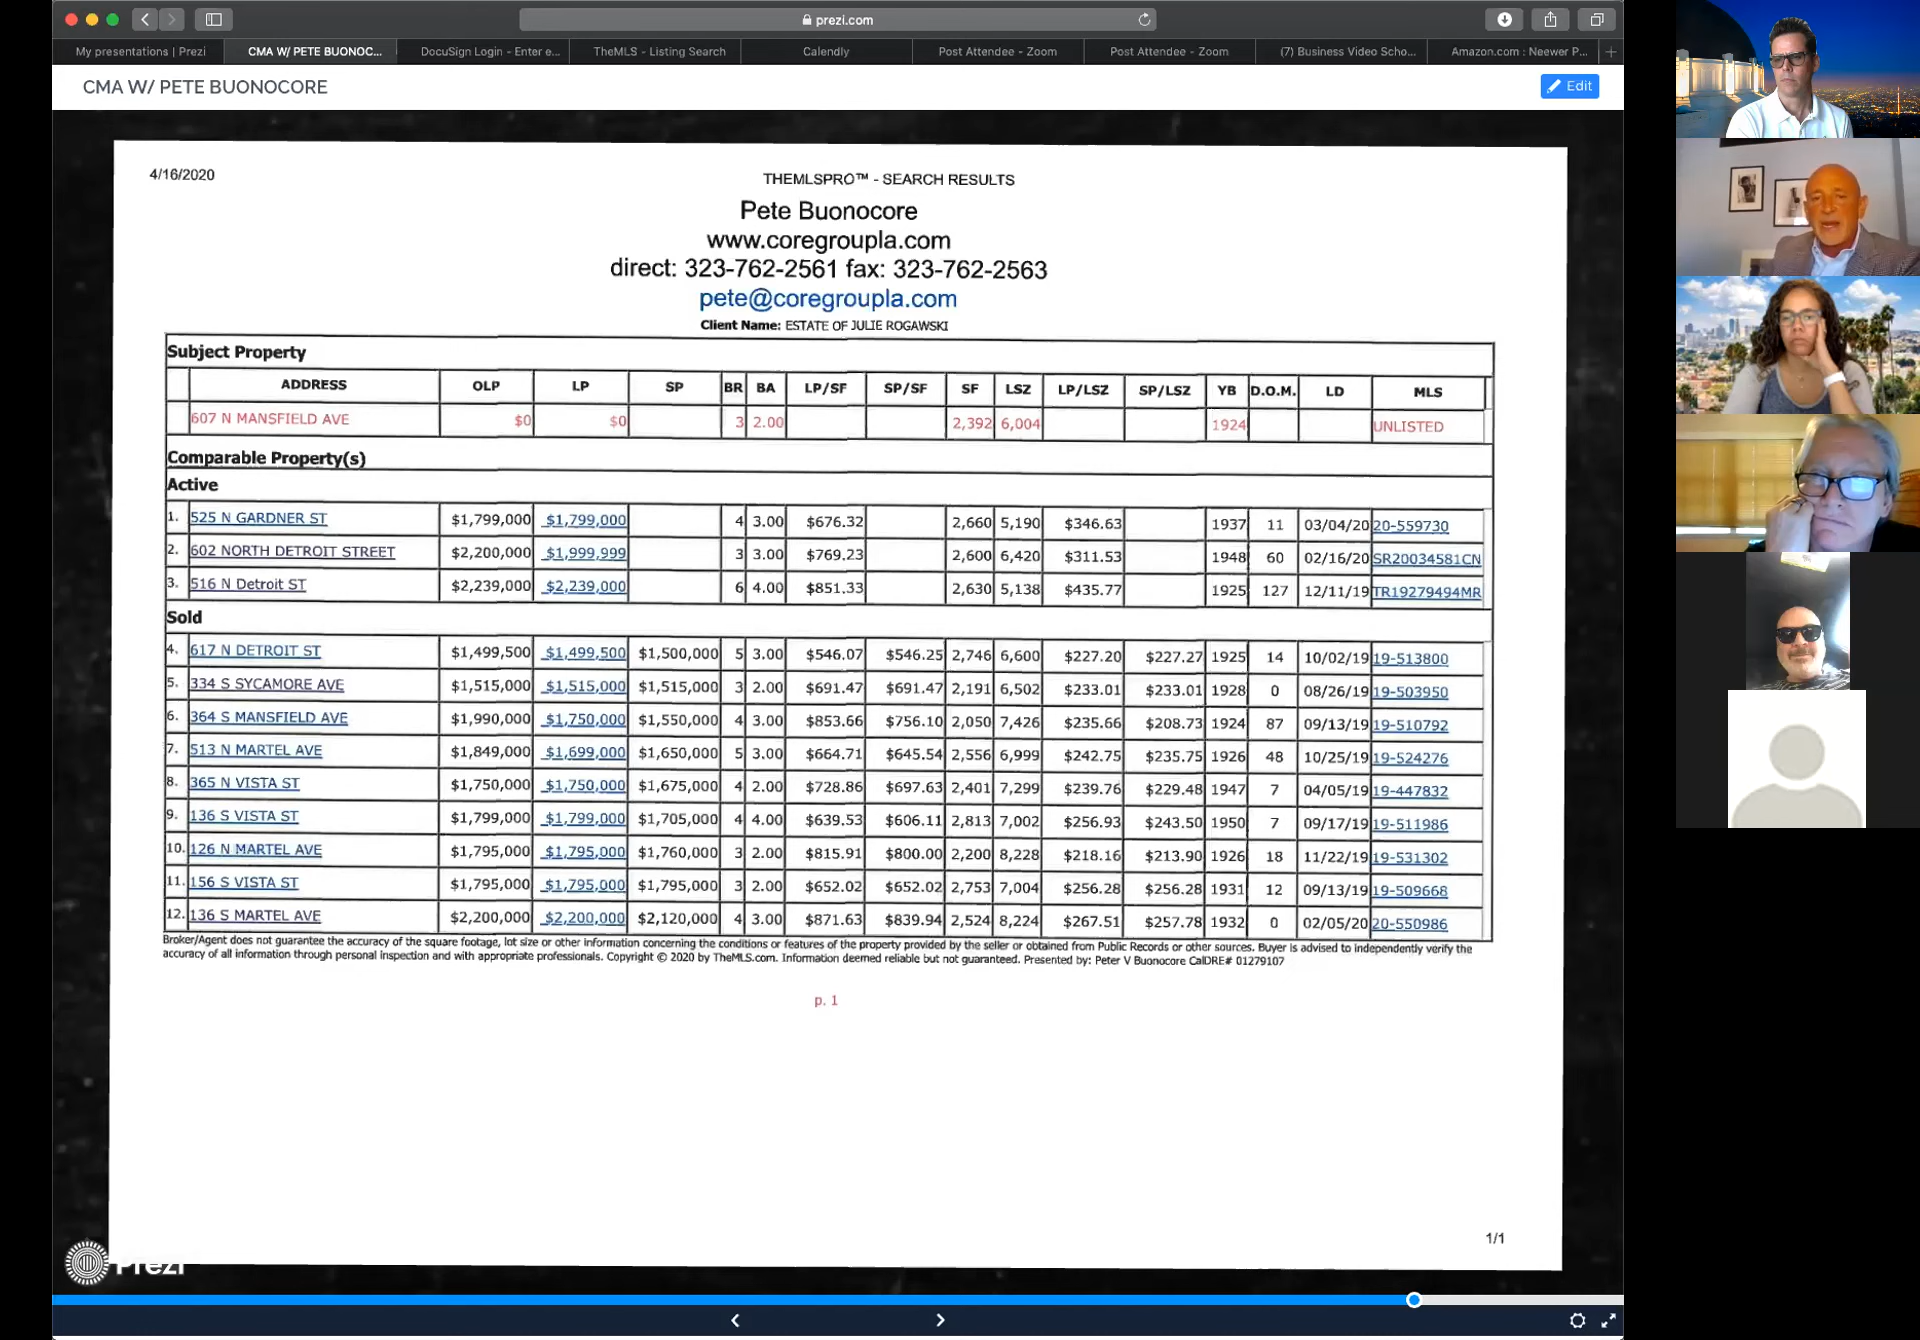 prezi.com
My presentations | Prezi CMA W/ PETE BUONOC... DocuSign Login - Enter e... TheMLS - Listing Search Calendly Post Attendee - Zoom Post Attendee - Zoom (7) Business Video Scho... Amazon.com : Neewer P... +
CMA W/ PETE BUONOCORE Edit
4/16/2020 THEMLSPRO™ - SEARCH RESULTS
Pete Buonocore
www.coregroupla.com
direct: 323-762-2561 fax: 323-762-2563
pete@coregroupla.com
Client Name: ESTATE OF JULIE ROGAWSKI
Subject Property
ADDRESS OLP LP SP BR BA LP/SF SP/SF SF LSZ LP/LSZ SP/LSZ YB D.O.M. LD MLS
607 N MANSFIELD AVE $0 $0 3 2.00 2,392 6,004 1924 UNLISTED
Comparable Property(s)
Active
1. 525 N GARDNER ST $1,799,000 $1,799,000 4 3.00 $676.32 2,660 5,190 $346.63 1937 11 03/04/20 20-559730
2. 602 NORTH DETROIT STREET $2,200,000 $1,999,999 3 3.00 $769.23 2,600 6,420 $311.53 1948 60 02/16/20 SR20034581CN
3. 516 N Detroit ST $2,239,000 $2,239,000 6 4.00 $851.33 2,630 5,138 $435.77 1925 127 12/11/19 TR19279494MR
Sold
4. 617 N DETROIT ST $1,499,500 $1,499,500 $1,500,000 5 3.00 $546.07 $546.25 2,746 6,600 $227.20 $227.27 1925 14 10/02/19 19-513800
5. 334 S SYCAMORE AVE $1,515,000 $1,515,000 $1,515,000 3 2.00 $691.47 $691.47 2,191 6,502 $233.01 $233.01 1928 0 08/26/19 19-503950
6. 364 S MANSFIELD AVE $1,990,000 $1,750,000 $1,550,000 4 3.00 $853.66 $756.10 2,050 7,426 $235.66 $208.73 1924 87 09/13/19 19-510792
7. 513 N MARTEL AVE $1,849,000 $1,699,000 $1,650,000 5 3.00 $664.71 $645.54 2,556 6,999 $242.75 $235.75 1926 48 10/25/19 19-524276
8. 365 N VISTA ST $1,750,000 $1,750,000 $1,675,000 4 2.00 $728.86 $697.63 2,401 7,299 $239.76 $229.48 1947 7 04/05/19 19-447832
9. 136 S VISTA ST $1,799,000 $1,799,000 $1,705,000 4 4.00 $639.53 $606.11 2,813 7,002 $256.93 $243.50 1950 7 09/17/19 19-511986
10. 126 N MARTEL AVE $1,795,000 $1,795,000 $1,760,000 3 2.00 $815.91 $800.00 2,200 8,228 $218.16 $213.90 1926 18 11/22/19 19-531302
11. 156 S VISTA ST $1,795,000 $1,795,000 $1,795,000 3 2.00 $652.02 $652.02 2,753 7,004 $256.28 $256.28 1931 12 09/13/19 19-509668
12. 136 S MARTEL AVE $2,200,000 $2,200,000 $2,120,000 4 3.00 $871.63 $839.94 2,524 8,224 $267.51 $257.78 1932 0 02/05/20 20-550986
Broker/Agent does not guarantee the accuracy of the square footage, lot size or other information concerning the conditions or features of the property provided by the seller or obtained from Public Records or other sources. Buyer is advised to independently verify the
accuracy of all information through personal inspection and with appropriate professionals. Copyright © 2020 by TheMLS.com. Information deemed reliable but not guaranteed. Presented by: Peter V Buonocore CalDRE# 01279107
p. 1
1/1
Prezi